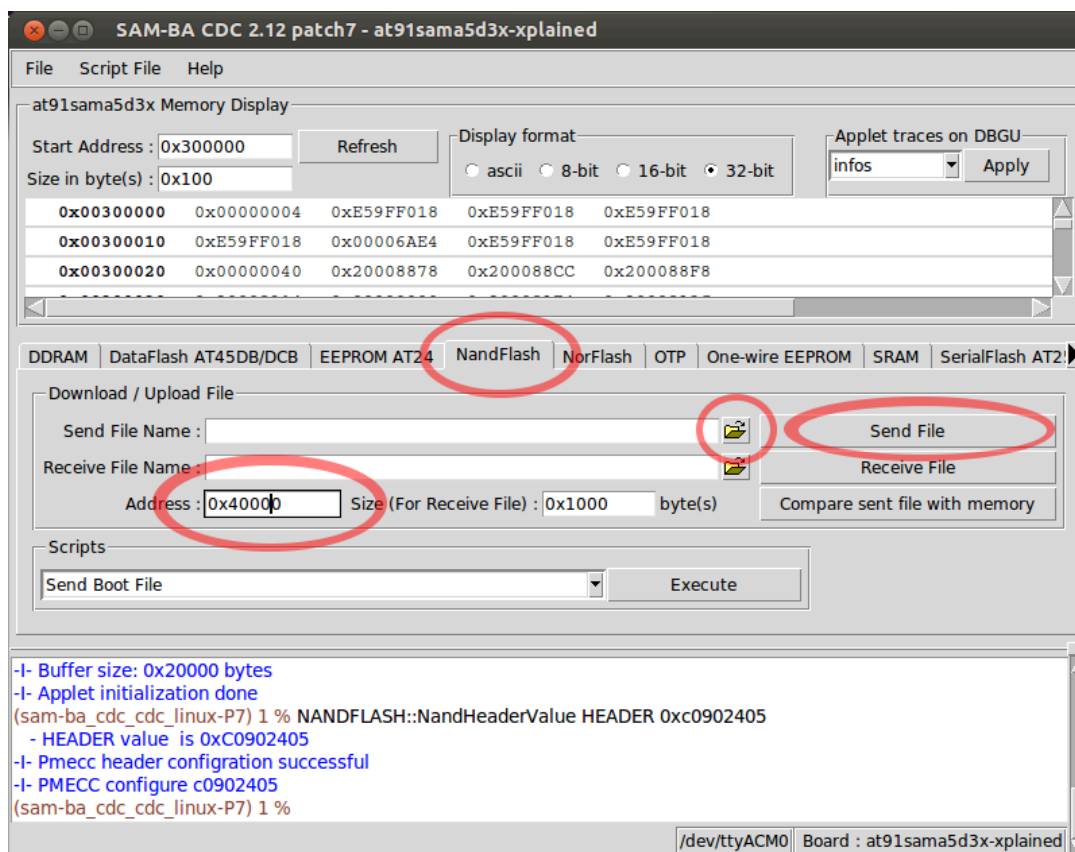 SAM-BA CDC 2.12 patch7 - at91sama5d3x-xplained
File Script File Help
at91sama5d3x Memory Display
Start Address : 0x300000 Refresh
Size in byte(s) : 0x100
Display format
ascii 8-bit 16-bit 32-bit
Applet traces on DBGU
infos Apply
0x00300000 0x00000004 0xE59FF018 0xE59FF018 0xE59FF018
0x00300010 0xE59FF018 0x00006AE4 0xE59FF018 0xE59FF018
0x00300020 0x00000040 0x20008878 0x200088CC 0x200088F8
DDRAM DataFlash AT45DB/DCB EEPROM AT24 NandFlash NorFlash OTP One-wire EEPROM SRAM SerialFlash
Download / Upload File
Send File Name : Send File
Receive File Name : Receive File
Address : 0x40000 Size (For Receive File) : 0x1000 byte(s) Compare sent file with memory
Scripts
Send Boot File Execute
-I- Buffer size: 0x20000 bytes
-I- Applet initialization done
(sam-ba_cdc_cdc_linux-P7) 1 % NANDFLASH::NandHeaderValue HEADER 0xc0902405
- HEADER value is 0xC0902405
-I- Pmecc header configration successful
-I- PMECC configure c0902405
(sam-ba_cdc_cdc_linux-P7) 1 %
/dev/ttyACM0 Board : at91sama5d3x-xplained